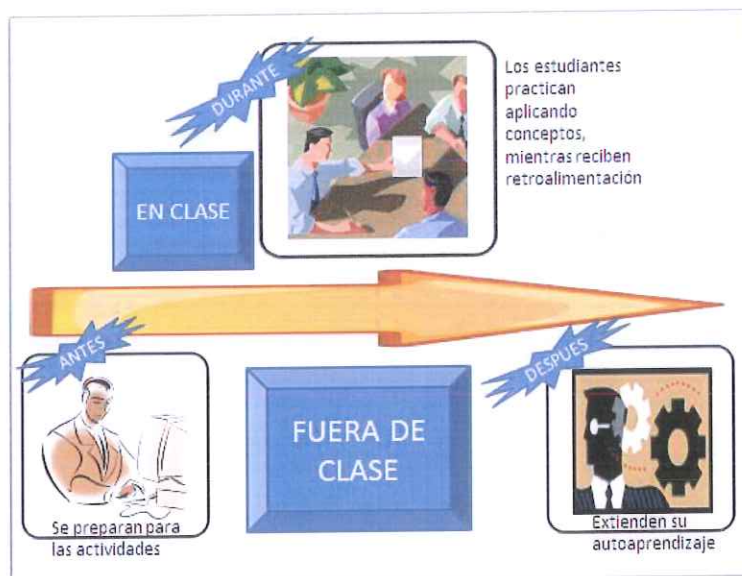 DURANTE
Los estudiantes
practican
aplicando
conceptos,
mientras reciben
retroalimentación
EN CLASE
ANTES
DESPUES
FUERA DE
CLASE
Se preparan para
las actividades
Extienden su
autoaprendizaje